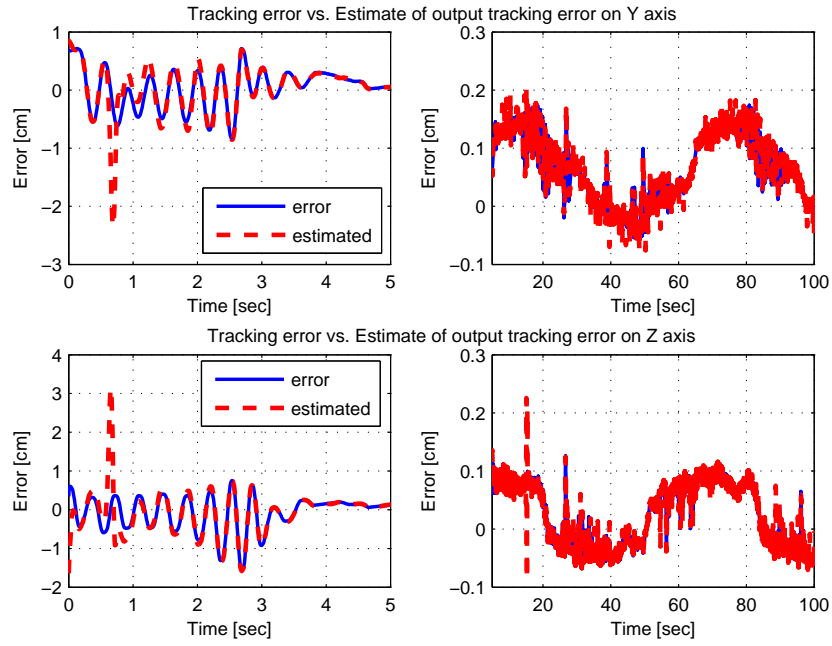 Tracking error vs. Estimate of output tracking error on Y axis
Error [cm]
1
0
−1
−2
−3
0 1 2 3 4 5
Time [sec]
error
estimated
Error [cm]
0.3
0.2
0.1
0
−0.1
20 40 60 80 100
Time [sec]
Tracking error vs. Estimate of output tracking error on Z axis
Error [cm]
4
3
2
1
0
−1
−2
0 1 2 3 4 5
Time [sec]
error
estimated
Error [cm]
0.3
0.2
0.1
0
−0.1
20 40 60 80 100
Time [sec]